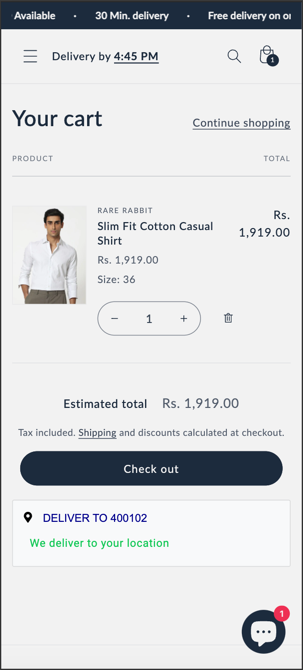 Available • 30 Min. delivery • Free delivery on
Delivery by 4:45 PM
1
Your cart
Continue shopping
PRODUCT
TOTAL
RARE RABBIT
Slim Fit Cotton Casual
Shirt
Rs. 1,919.00
Size: 36
Rs.
1,919.00
− 1 +
Estimated total Rs. 1,919.00
Tax included. Shipping and discounts calculated at checkout.
Check out
DELIVER TO 400102
We deliver to your location
1